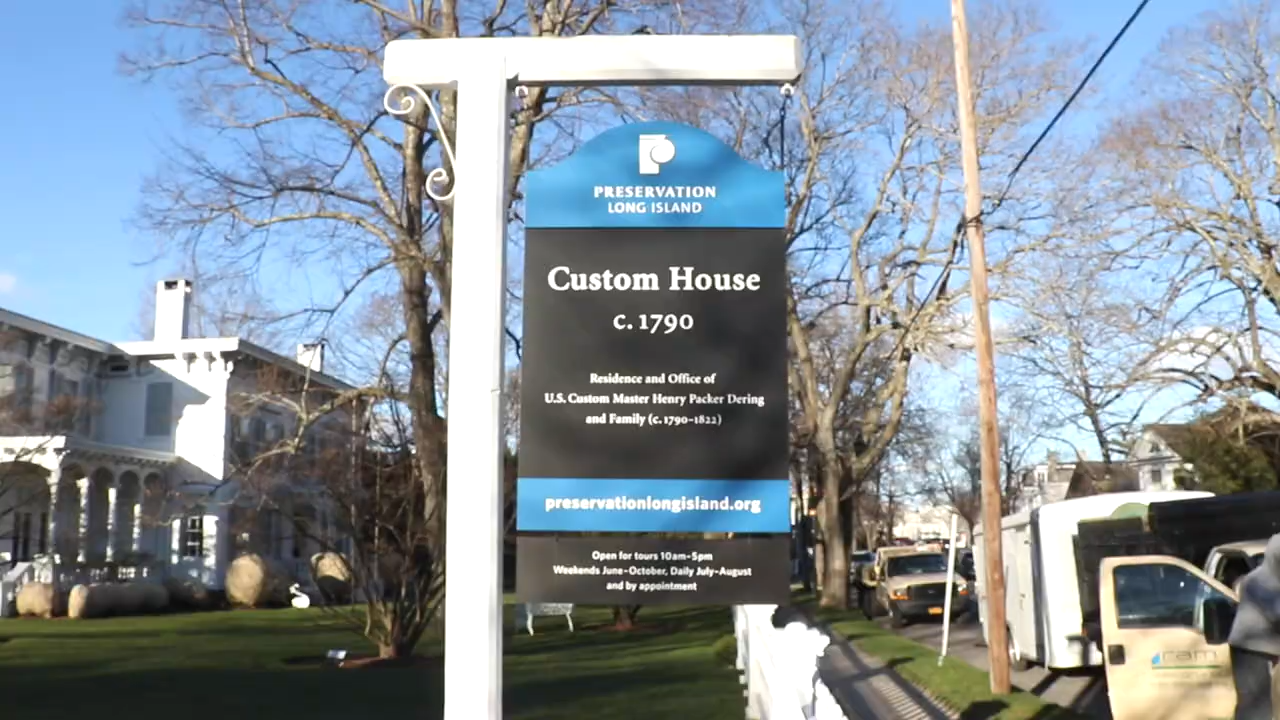 PRESERVATION
LONG ISLAND
Custom House
c. 1790
Residence and Office of
U.S. Custom Master Henry Packer Dering
and Family (c. 1790–1822)
preservationlongisland.org
Open for tours 10am–5pm
Weekends June–October, Daily July–August
and by appointment
ram